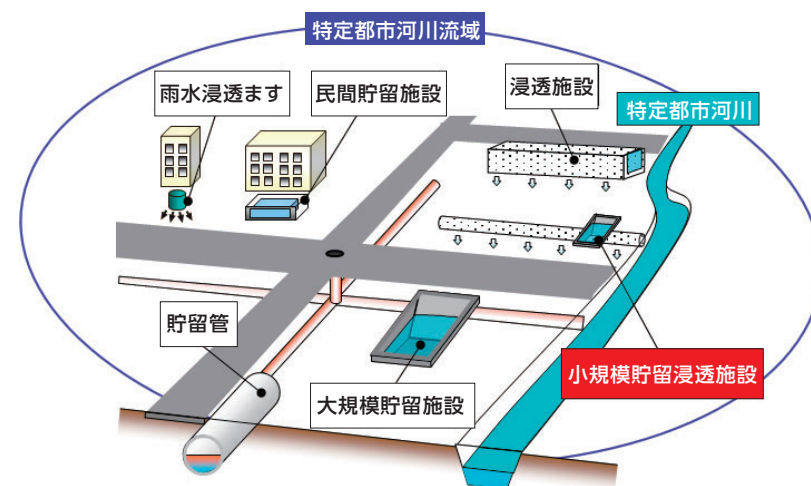 特定都市河川流域
雨水浸透ます
民間貯留施設
浸透施設
特定都市河川
貯留管
大規模貯留施設
小規模貯留浸透施設